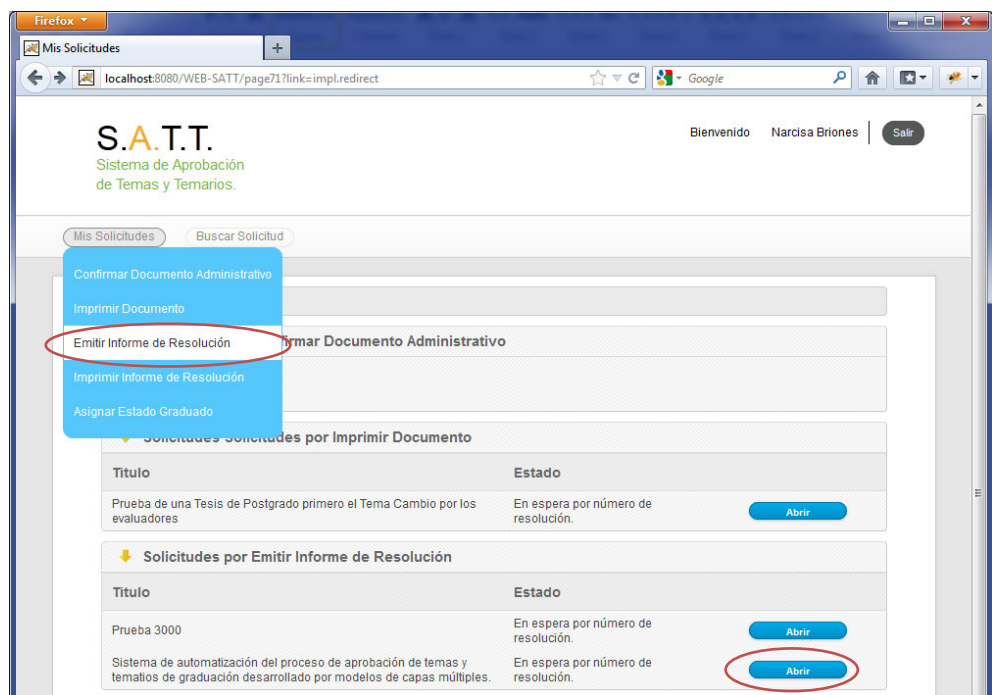 Firefox
Mis Solicitudes
+
localhost:8080/WEB-SATT/page71?link=impl.redirect
Google
S.A.T.T.
Sistema de Aprobación
de Temas y Temarios.
Bienvenido Narcisa Briones
Salir
Mis Solicitudes
Buscar Solicitud
Confirmar Documento Administrativo
Imprimir Documento
Emitir Informe de Resolución
Imprimir Informe de Resolución
Asignar Estado Graduado
firmar Documento Administrativo
Solicitudes Solicitudes por Imprimir Documento
Titulo Estado
Prueba de una Tesis de Postgrado primero el Tema Cambio por los
evaluadores
En espera por número de
resolución.
Abrir
Solicitudes por Emitir Informe de Resolución
Titulo Estado
Prueba 3000
En espera por número de
resolución.
Abrir
Sistema de automatización del proceso de aprobación de temas y
tematios de graduación desarrollado por modelos de capas múltiples.
En espera por número de
resolución.
Abrir